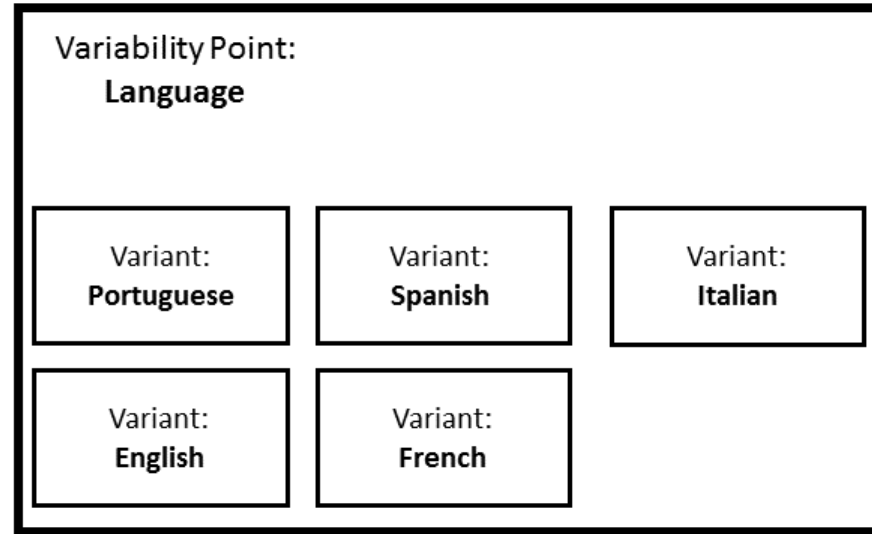 Variability Point:
Language
Variant:
Portuguese
Variant:
Spanish
Variant:
Italian
Variant:
English
Variant:
French